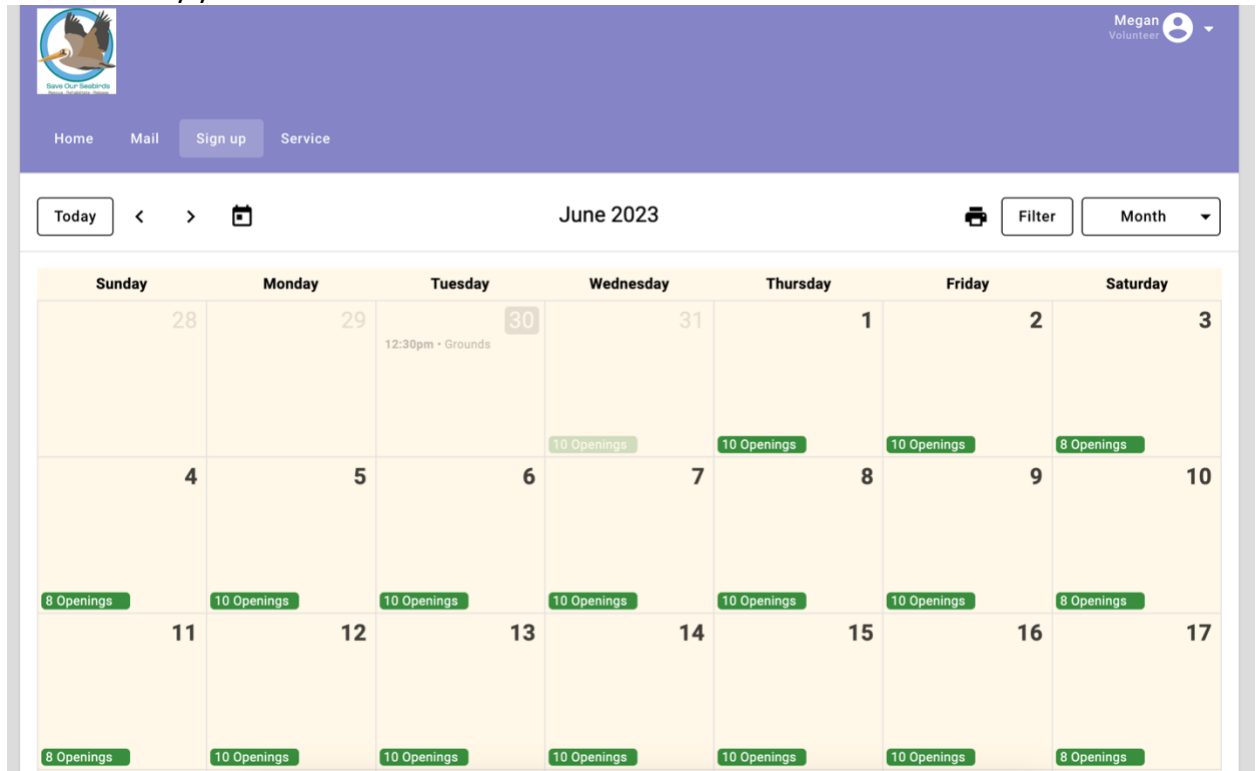 Megan
Volunteer
Save Our Seabirds
Home Mail Sign up Service
Today June 2023 Filter Month
Sunday Monday Tuesday Wednesday Thursday Friday Saturday
28 29 30 31 1 2 3
12:30pm • Grounds
10 Openings 10 Openings 10 Openings 8 Openings
4 5 6 7 8 9 10
8 Openings 10 Openings 10 Openings 10 Openings 10 Openings 10 Openings 8 Openings
11 12 13 14 15 16 17
8 Openings 10 Openings 10 Openings 10 Openings 10 Openings 10 Openings 8 Openings